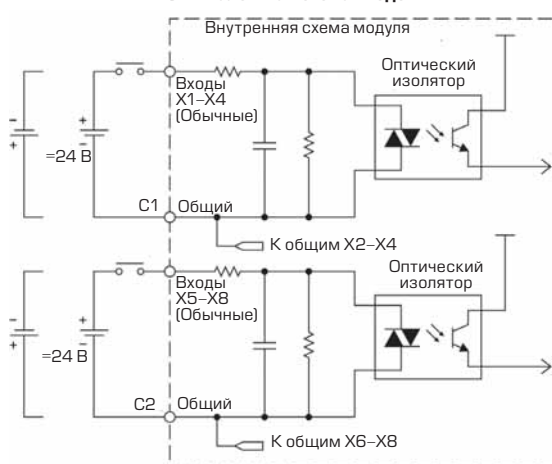 Внутренняя схема модуля
Оптический
изолятор
Входы
X1–X4
(Обычные)
- +
+ -
=24 В
C1 Общий
К общим X2–X4
Оптический
изолятор
Входы
X5–X8
(Обычные)
- +
+ -
=24 В
C2 Общий
К общим X6–X8